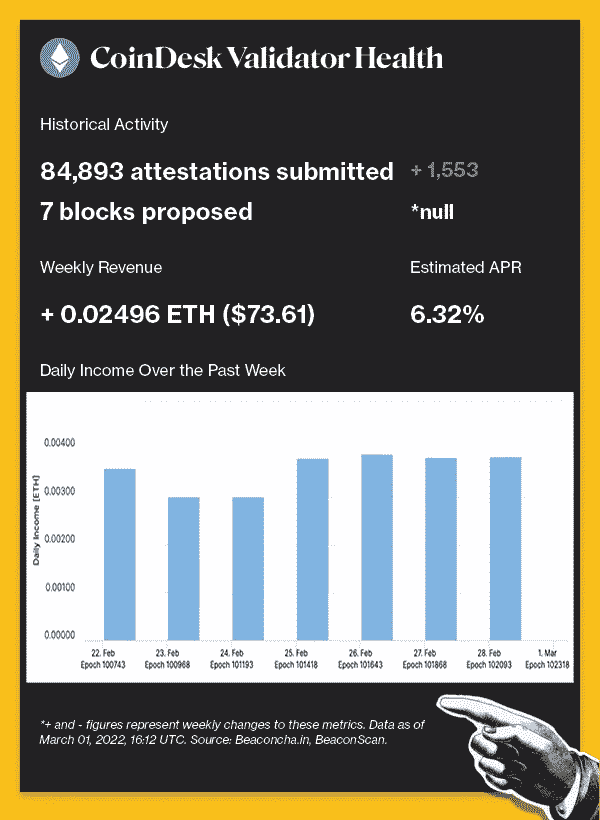 CoinDesk Validator Health
Historical Activity
84,893 attestations submitted + 1,553
7 blocks proposed *null
Weekly Revenue Estimated APR
+ 0.02496 ETH ($73.61) 6.32%
Daily Income Over the Past Week
Daily Income [ETH]
0.00400
0.00300
0.00200
0.00100
0.00000
22. Feb 23. Feb 24. Feb 25. Feb 26. Feb 27. Feb 28. Feb 1. Mar
Epoch 100743 Epoch 100968 Epoch 101193 Epoch 101418 Epoch 101643 Epoch 101868 Epoch 102093 Epoch 102318
*+ and - figures represent weekly changes to these metrics. Data as of
March 01, 2022, 16:12 UTC. Source: Beaconcha.in, BeaconScan.